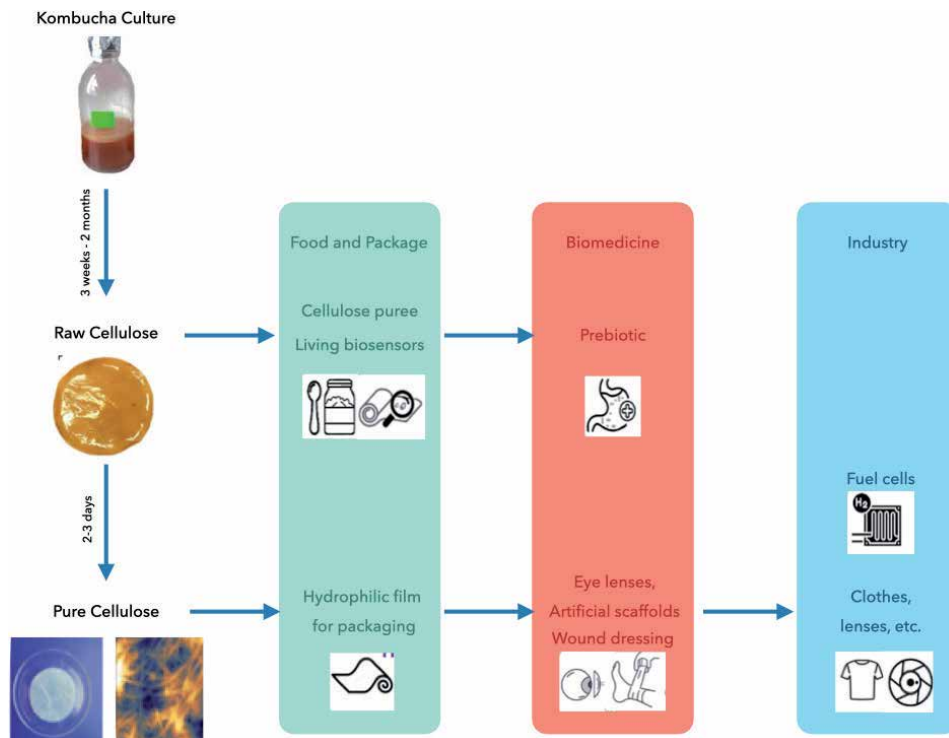 Kombucha Culture
3 weeks - 2 months
Food and Package
Biomedicine
Industry
Cellulose puree
Raw Cellulose
Living biosensors
Prebiotic
2-3 days
Fuel cells
H2
Pure Cellulose
Hydrophilic film
for packaging
Eye lenses,
Artificial scaffolds
Wound dressing
Clothes,
lenses, etc.